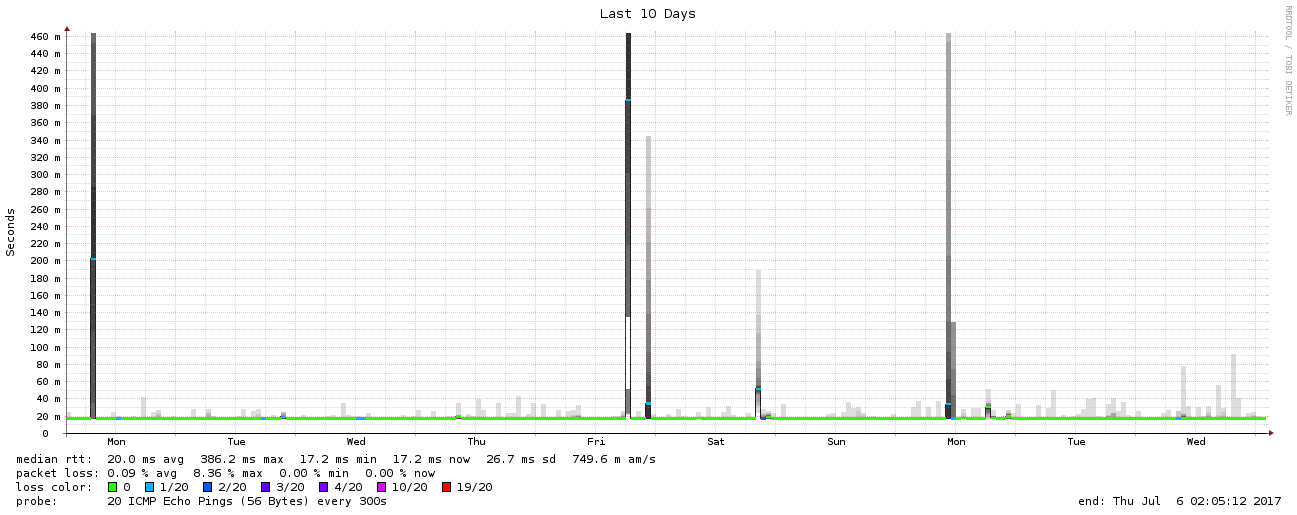 Last 10 Days
RRDTOOL / TOBI OETIKER
Seconds
460 m
440 m
420 m
400 m
380 m
360 m
340 m
320 m
300 m
280 m
260 m
240 m
220 m
200 m
180 m
160 m
140 m
120 m
100 m
80 m
60 m
40 m
20 m
0
Mon Tue Wed Thu Fri Sat Sun Mon Tue Wed
median rtt: 20.0 ms avg 386.2 ms max 17.2 ms min 17.2 ms now 26.7 ms sd 749.6 m am/s
packet loss: 0.09 % avg 8.36 % max 0.00 % min 0.00 % now
loss color: 0 1/20 2/20 3/20 4/20 10/20 19/20
probe: 20 ICMP Echo Pings (56 Bytes) every 300s end: Thu Jul 6 02:05:12 2017